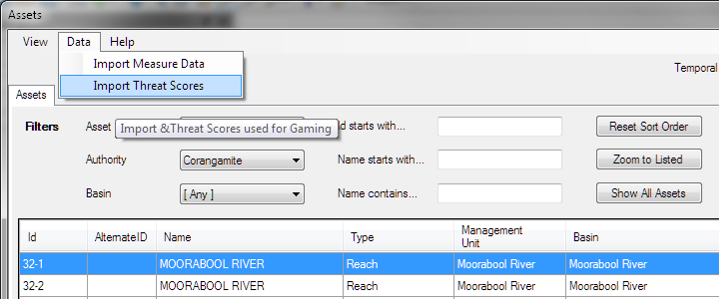 Assets
View Data Help
Import Measure Data
Import Threat Scores
Temporal
Assets
Filters Asset Id starts with... Reset Sort Order
Import &Threat Scores used for Gaming
Authority Corangamite Name starts with... Zoom to Listed
Basin [ Any ] Name contains... Show All Assets
Id AlternateID Name Type Management Unit Basin
32-1 MOORABOOL RIVER Reach Moorabool River Moorabool River
32-2 MOORABOOL RIVER Reach Moorabool River Moorabool River